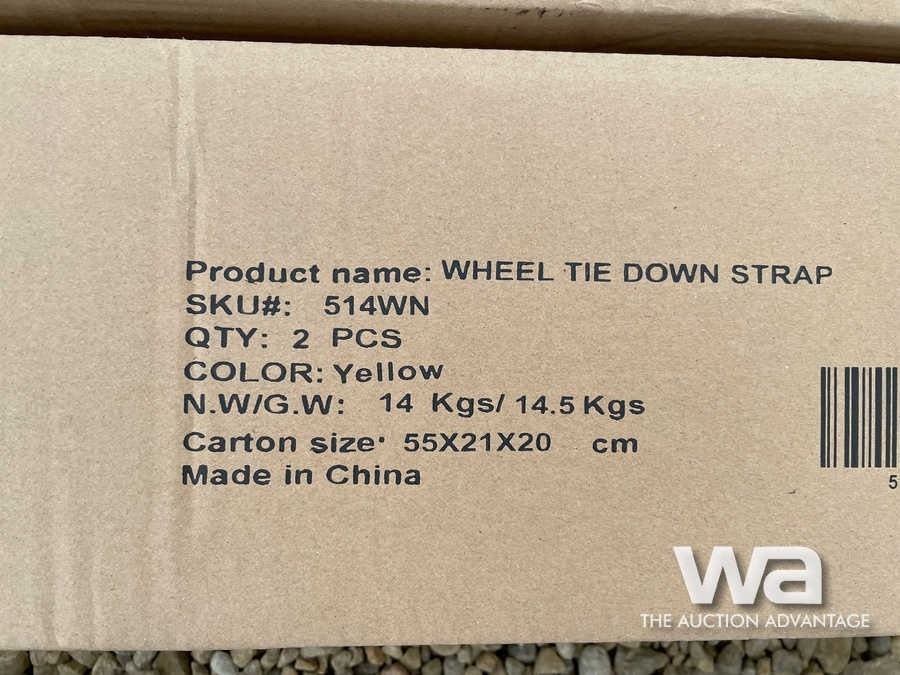 Product name: WHEEL TIE DOWN STRAP
SKU#: 514WN
QTY: 2 PCS
COLOR: Yellow
N.W/G.W: 14 Kgs/ 14.5 Kgs
Carton size: 55X21X20 cm
Made in China
5
wa
THE AUCTION ADVANTAGE